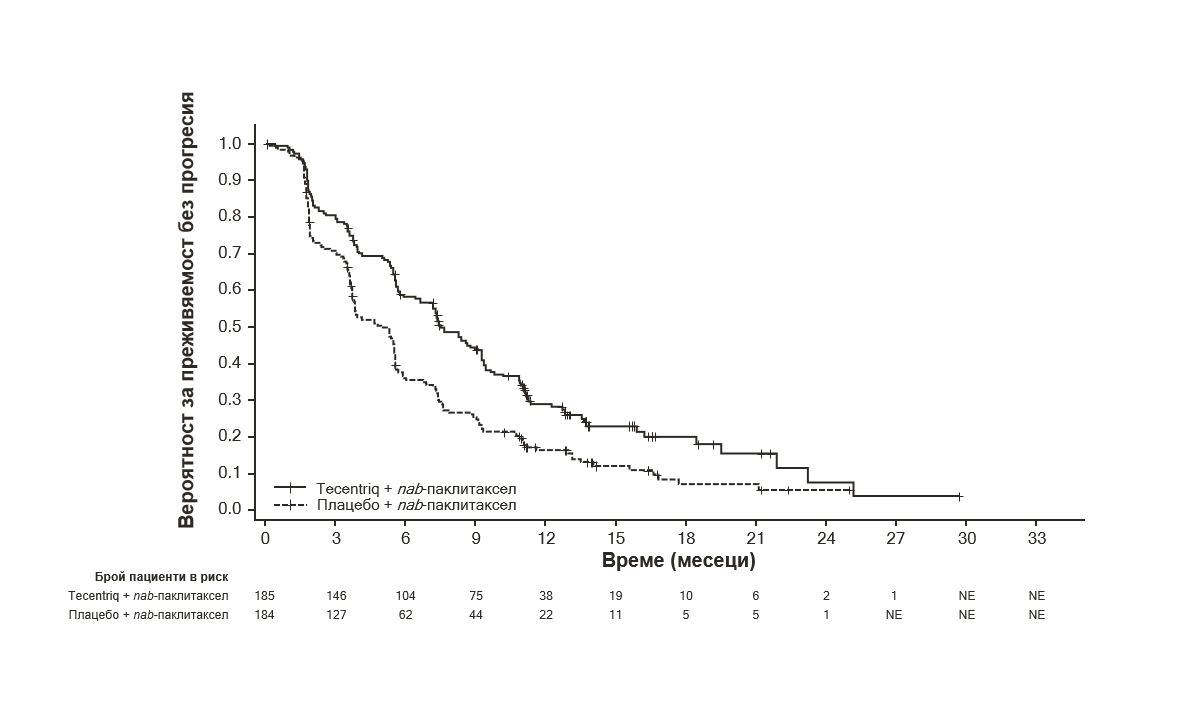 Вероятност за преживяемост без прогресия
1.0
0.9
0.8
0.7
0.6
0.5
0.4
0.3
0.2
0.1
0.0
Tecentriq + nab-паклитаксел
Плацебо + nab-паклитаксел
0 3 6 9 12 15 18 21 24 27 30 33
Време (месеци)
Брой пациенти в риск
Tecentriq + nab-паклитаксел 185 146 104 75 38 19 10 6 2 1 NE NE
Плацебо + nab-паклитаксел 184 127 62 44 22 11 5 5 1 NE NE NE